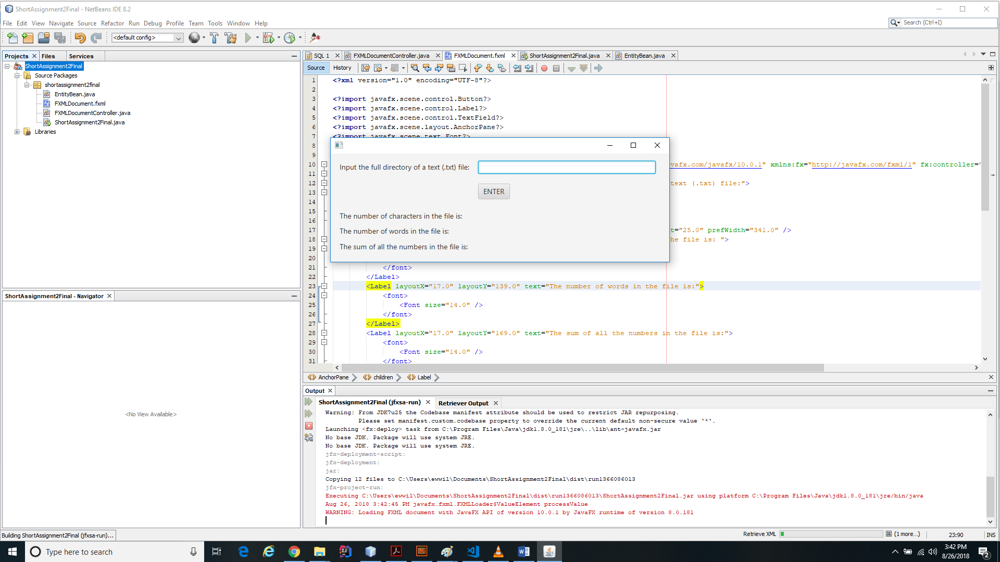 ShortAssignment2Final - NetBeans IDE 8.2
File Edit View Navigate Source Refactor Run Debug Profile Team Tools Window Help
Search (Ctrl+I)
<default config>
Projects Files Services
ShortAssignment2Final
Source Packages
shortassignment2final
EntityBean.java
FXMLDocument.fxml
FXMLDocumentController.java
ShortAssignment2Final.java
Libraries
ShortAssignment2Final - Navigator
<No View Available>
SQL 1 FXMLDocumentController.java FXMLDocument.fxml ShortAssignment2Final.java EntityBean.java
Source History
1 <?xml version="1.0" encoding="UTF-8"?>
2
3 <?import javafx.scene.control.Button?>
4 <?import javafx.scene.control.Label?>
5 <?import javafx.scene.control.TextField?>
6 <?import javafx.scene.layout.AnchorPane?>
7 <?import javafx.scene.text.Font?>
8
9
10 vafx.com/javafx/10.0.1" xmlns:fx="http://javafx.com/fxml/1" fx:controller="
11
12 text (.txt) file:">
13
14
15
16
17 t="25.0" prefWidth="341.0" />
18 he file is: ">
19
20
21 </font>
22 </Label>
23 <Label layoutX="17.0" layoutY="139.0" text="The number of words in the file is:">
24 <font>
25 <Font size="14.0" />
26 </font>
27 </Label>
28 <Label layoutX="17.0" layoutY="169.0" text="The sum of all the numbers in the file is:">
29 <font>
30 <Font size="14.0" />
31 </font>
Input the full directory of a text (.txt) file:
ENTER
The number of characters in the file is:
The number of words in the file is:
The sum of all the numbers in the file is:
AnchorPane children Label
Output
ShortAssignment2Final (jfxsa-run) Retriever Output
Warning: From JDK7u25 the Codebase manifest attribute should be used to restrict JAR repurposing.
Please set manifest.custom.codebase property to override the current default non-secure value '*'.
Launching <fx:deploy> task from C:\Program Files\Java\jdk1.8.0_181\jre\..\lib\ant-javafx.jar
No base JDK. Package will use system JRE.
No base JDK. Package will use system JRE.
jfx-deployment-script:
jfx-deployment:
jar:
Copying 12 files to C:\Users\ewwil\Documents\ShortAssignment2Final\dist\run1366086013
jfx-project-run:
Executing C:\Users\ewwil\Documents\ShortAssignment2Final\dist\run1366086013\ShortAssignment2Final.jar using platform C:\Program Files\Java\jdk1.8.0_181\jre/bin/java
Aug 26, 2018 3:42:45 PM javafx.fxml.FXMLLoader$ValueElement processValue
WARNING: Loading FXML document with JavaFX API of version 10.0.1 by JavaFX runtime of version 8.0.181
Building ShortAssignment2Final (jfxsa-run)...
Retrieve XML (1 more...) 23:90 INS
Type here to search
3:42 PM
8/26/2018
2